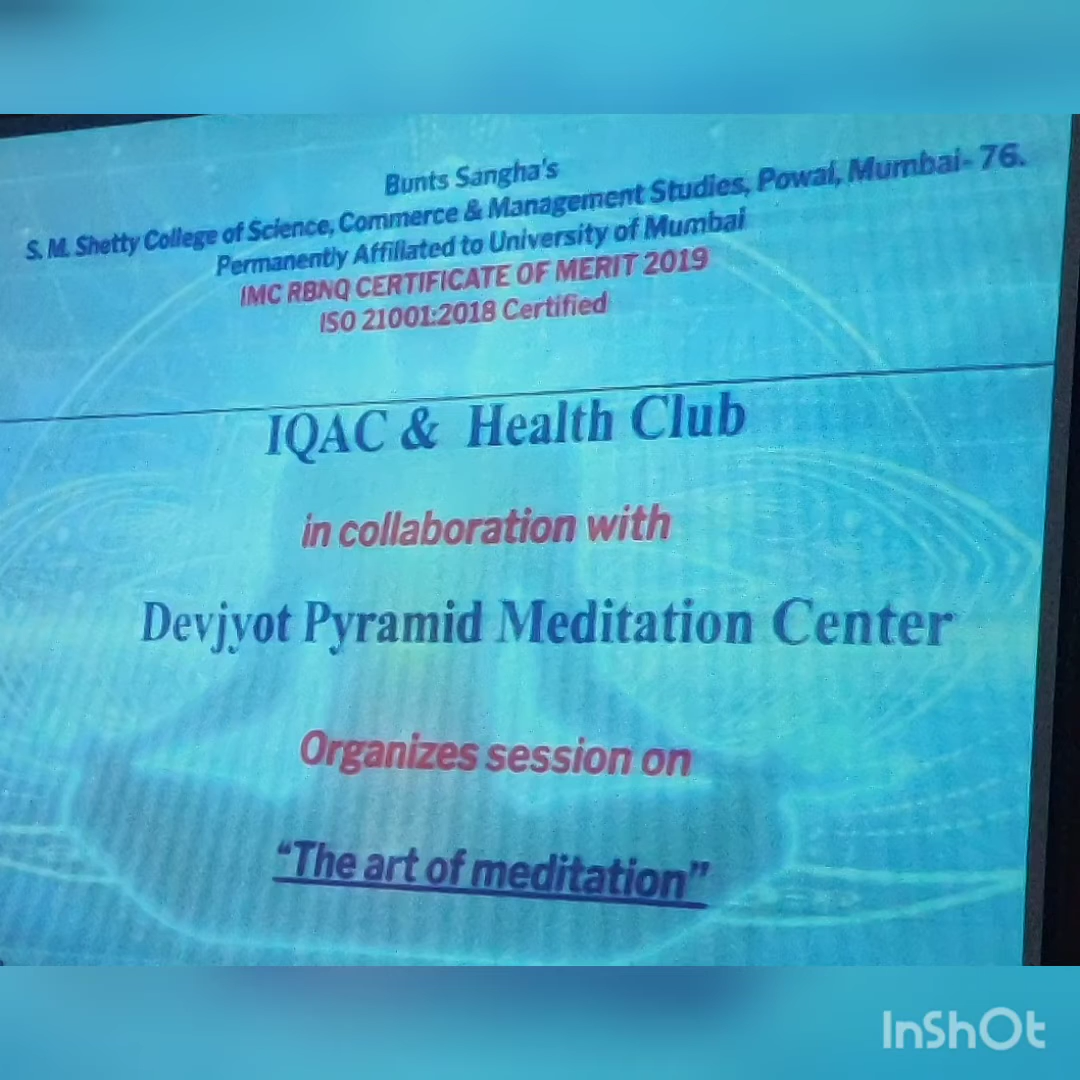 Bunts Sangha's
S. M. Shetty College of Science, Commerce & Management Studies, Powai, Mumbai- 76.
Permanently Affiliated to University of Mumbai
IMC RBNQ CERTIFICATE OF MERIT 2019
ISO 21001:2018 Certified
IQAC & Health Club
in collaboration with
Devjyot Pyramid Meditation Center
Organizes session on
“The art of meditation”
InShOt